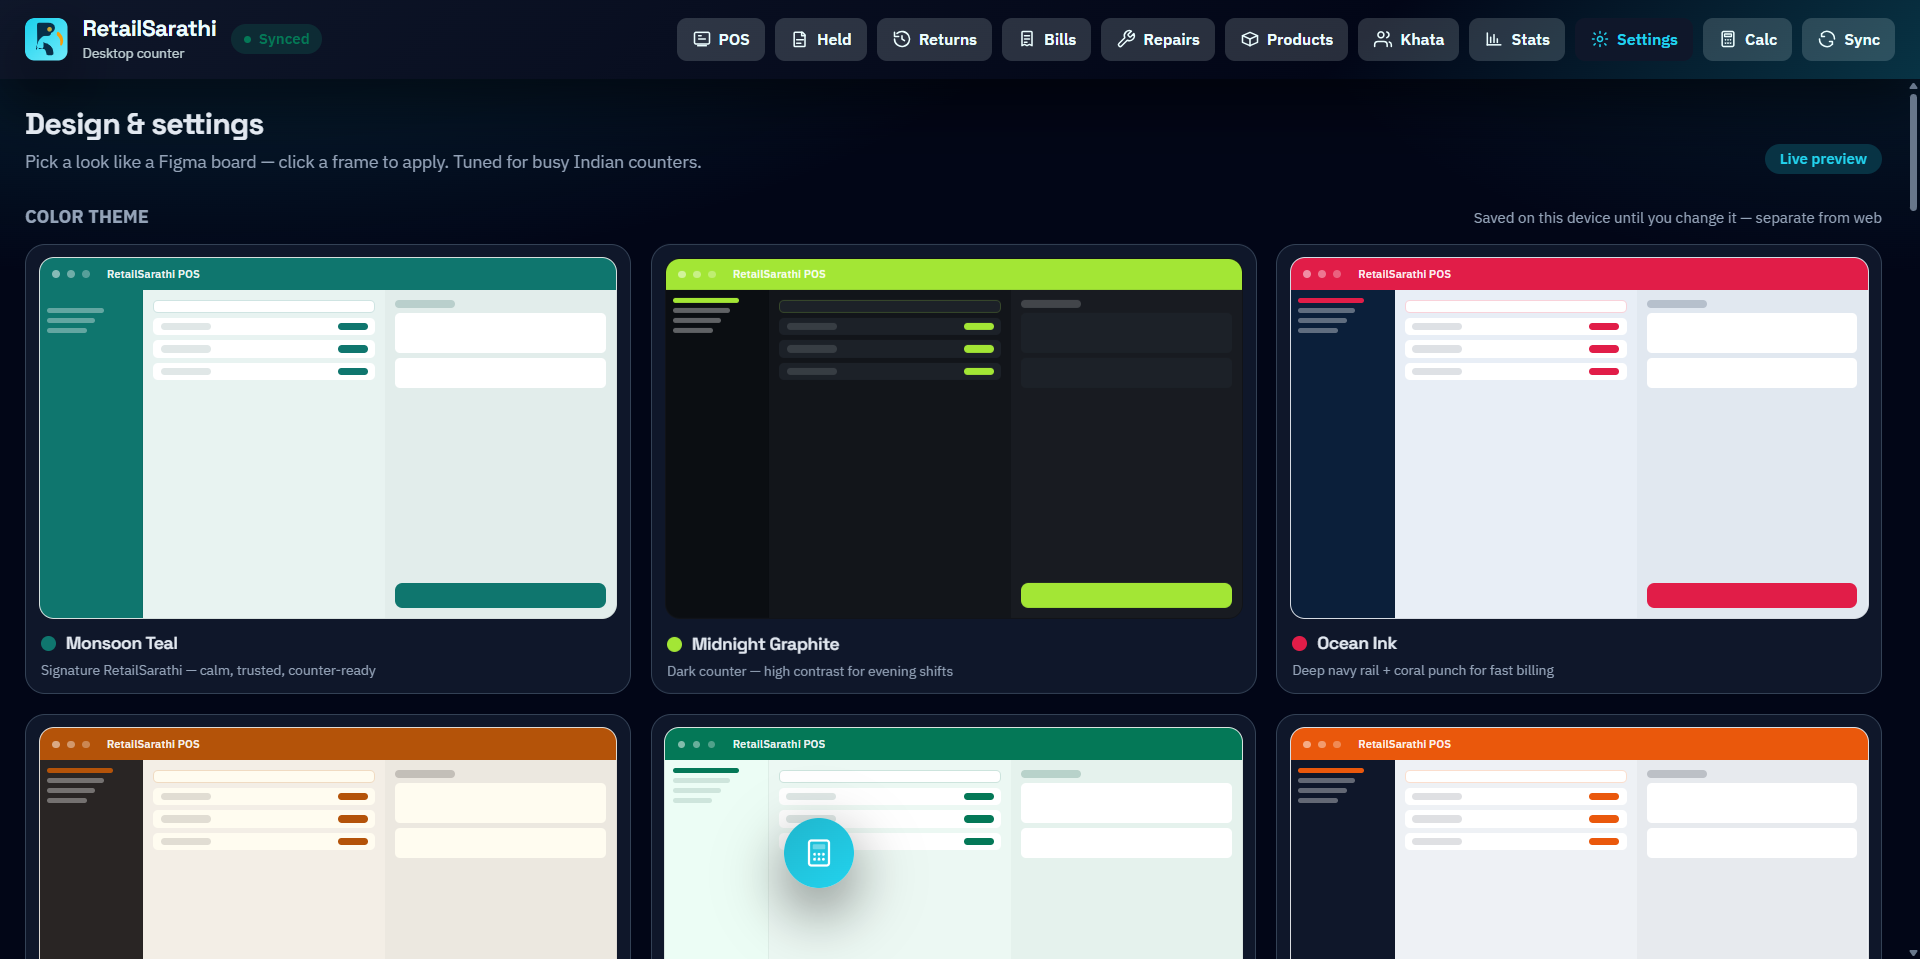 RetailSarathi
Desktop counter
Synced
POS
Held
Returns
Bills
Repairs
Products
Khata
Stats
Settings
Calc
Sync
Design & settings
Pick a look like a Figma board — click a frame to apply. Tuned for busy Indian counters.
Live preview
COLOR THEME
Saved on this device until you change it — separate from web
RetailSarathi POS
RetailSarathi POS
RetailSarathi POS
Monsoon Teal
Signature RetailSarathi — calm, trusted, counter-ready
Midnight Graphite
Dark counter — high contrast for evening shifts
Ocean Ink
Deep navy rail + coral punch for fast billing
RetailSarathi POS
RetailSarathi POS
RetailSarathi POS